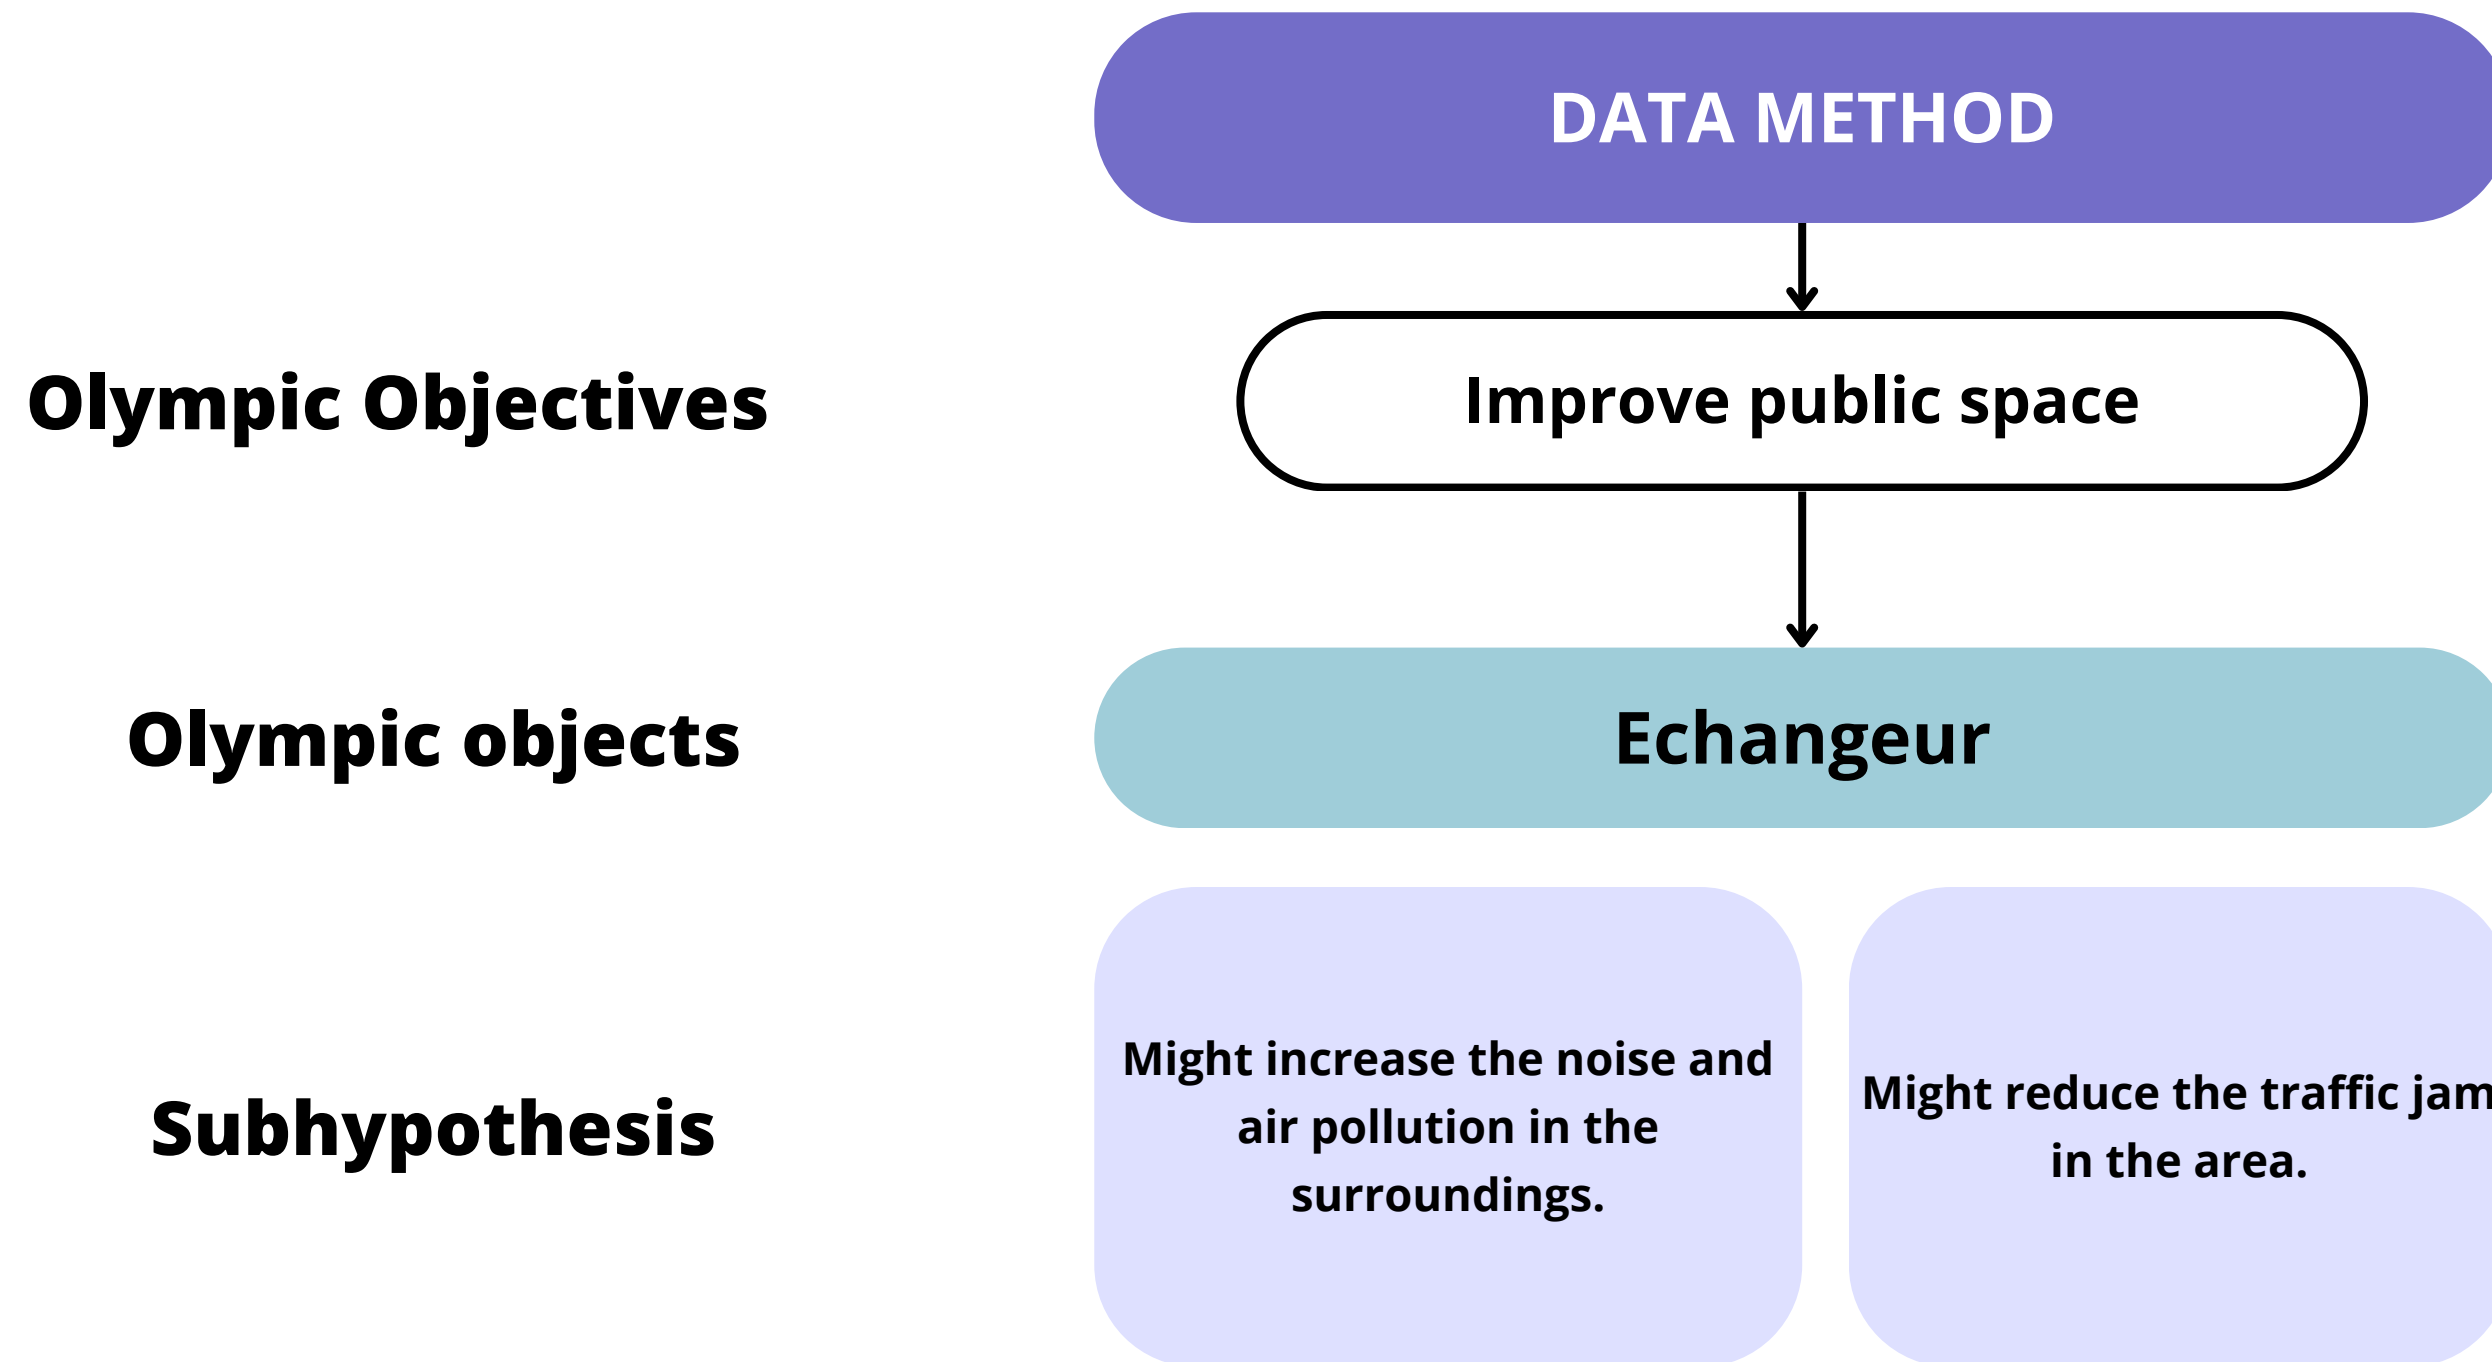 DATA METHOD
Olympic Objectives
Improve public space
Olympic objects
Echangeur
Subhypothesis
Might increase the noise and
air pollution in the
surroundings.
Might reduce the traffic jam
in the area.